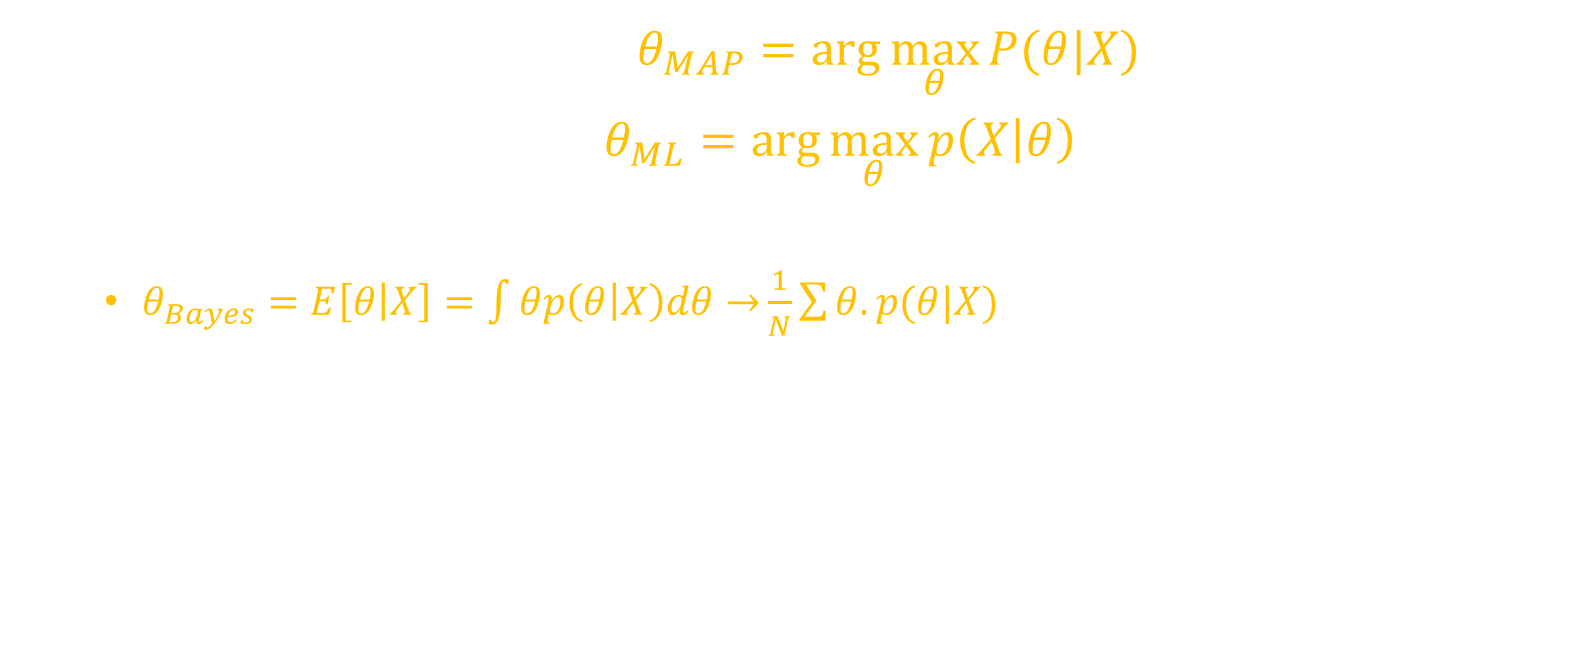 θ_MAP = arg max_θ P(θ|X)
θ_ML = arg max_θ p(X|θ)
• θ_Bayes = E[θ|X] = ∫ θp(θ|X)dθ → 1/N ∑ θ. p(θ|X)